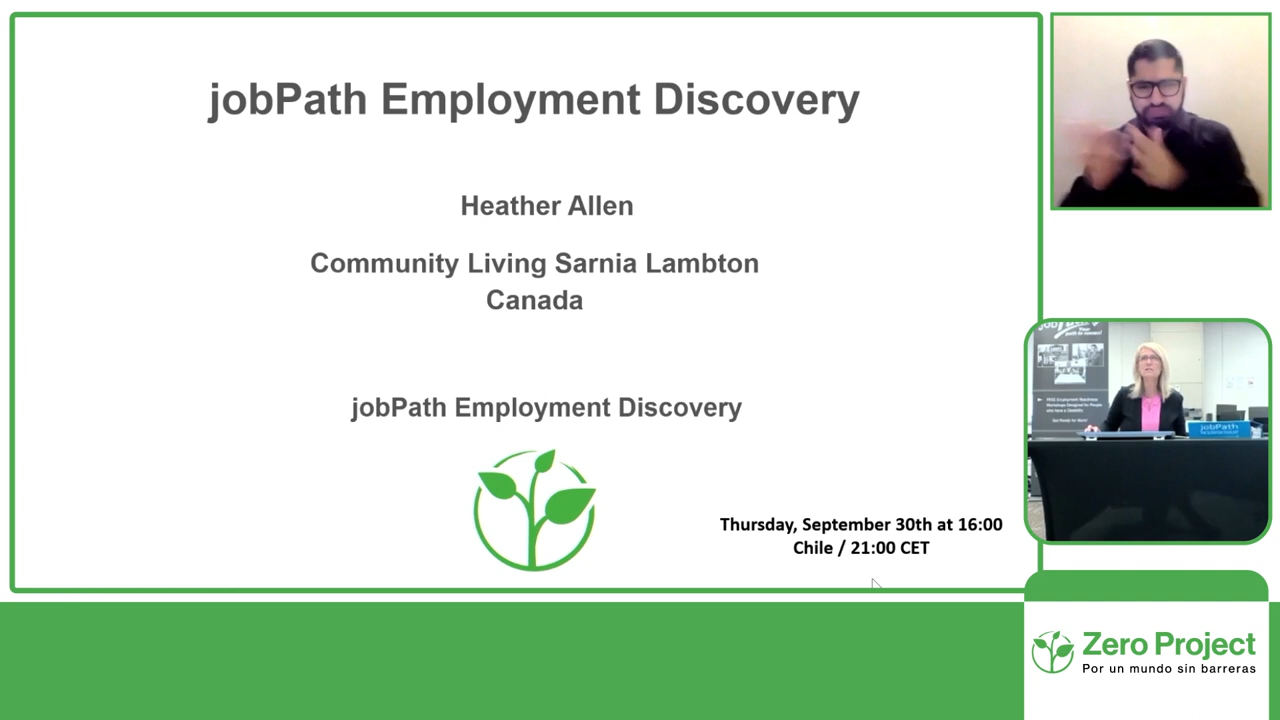 jobPath Employment Discovery
Heather Allen
Community Living Sarnia Lambton
Canada
jobPath Employment Discovery
Thursday, September 30th at 16:00
Chile / 21:00 CET
jobPath
Zero Project
Por un mundo sin barreras